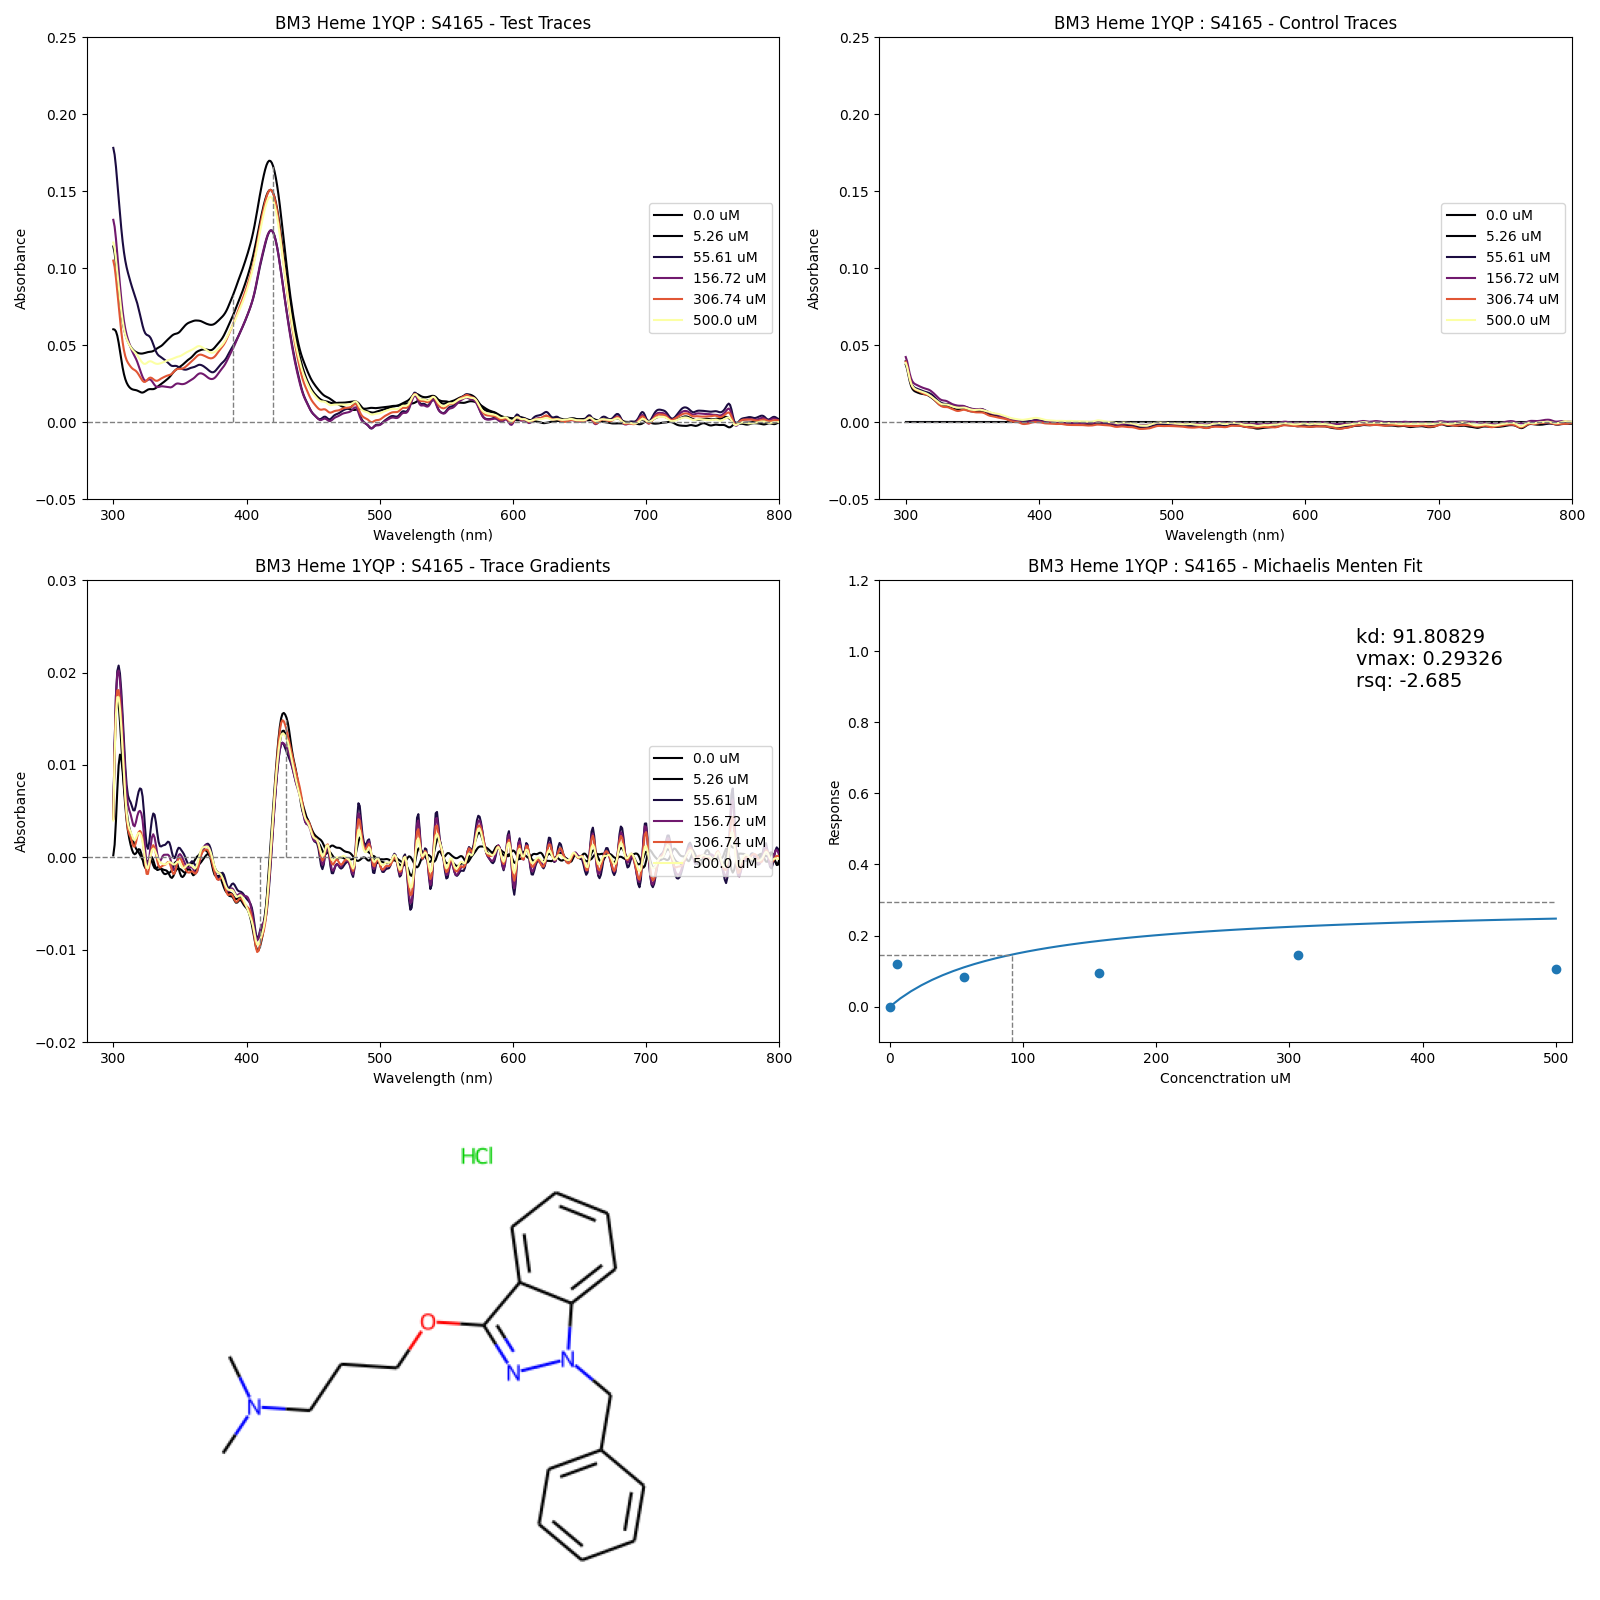 BM3 Heme 1YQP : S4165 - Test Traces
0.25
0.20
0.15
0.10
0.05
0.00
−0.05
Absorbance
300 400 500 600 700 800
Wavelength (nm)
0.0 uM
5.26 uM
55.61 uM
156.72 uM
306.74 uM
500.0 uM
BM3 Heme 1YQP : S4165 - Control Traces
0.25
0.20
0.15
0.10
0.05
0.00
−0.05
Absorbance
300 400 500 600 700 800
Wavelength (nm)
0.0 uM
5.26 uM
55.61 uM
156.72 uM
306.74 uM
500.0 uM
BM3 Heme 1YQP : S4165 - Trace Gradients
0.03
0.02
0.01
0.00
−0.01
−0.02
Absorbance
300 400 500 600 700 800
Wavelength (nm)
0.0 uM
5.26 uM
55.61 uM
156.72 uM
306.74 uM
500.0 uM
BM3 Heme 1YQP : S4165 - Michaelis Menten Fit
1.2
1.0
0.8
0.6
0.4
0.2
0.0
Response
0 100 200 300 400 500
Concenctration uM
kd: 91.80829
vmax: 0.29326
rsq: -2.685
HCl
O
N
N
N